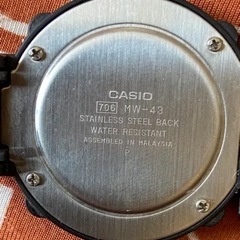 CASIO
706 MW-43
STAINLESS STEEL BACK
WATER RESISTANT
ASSEMBLED IN MALAYSIA
P